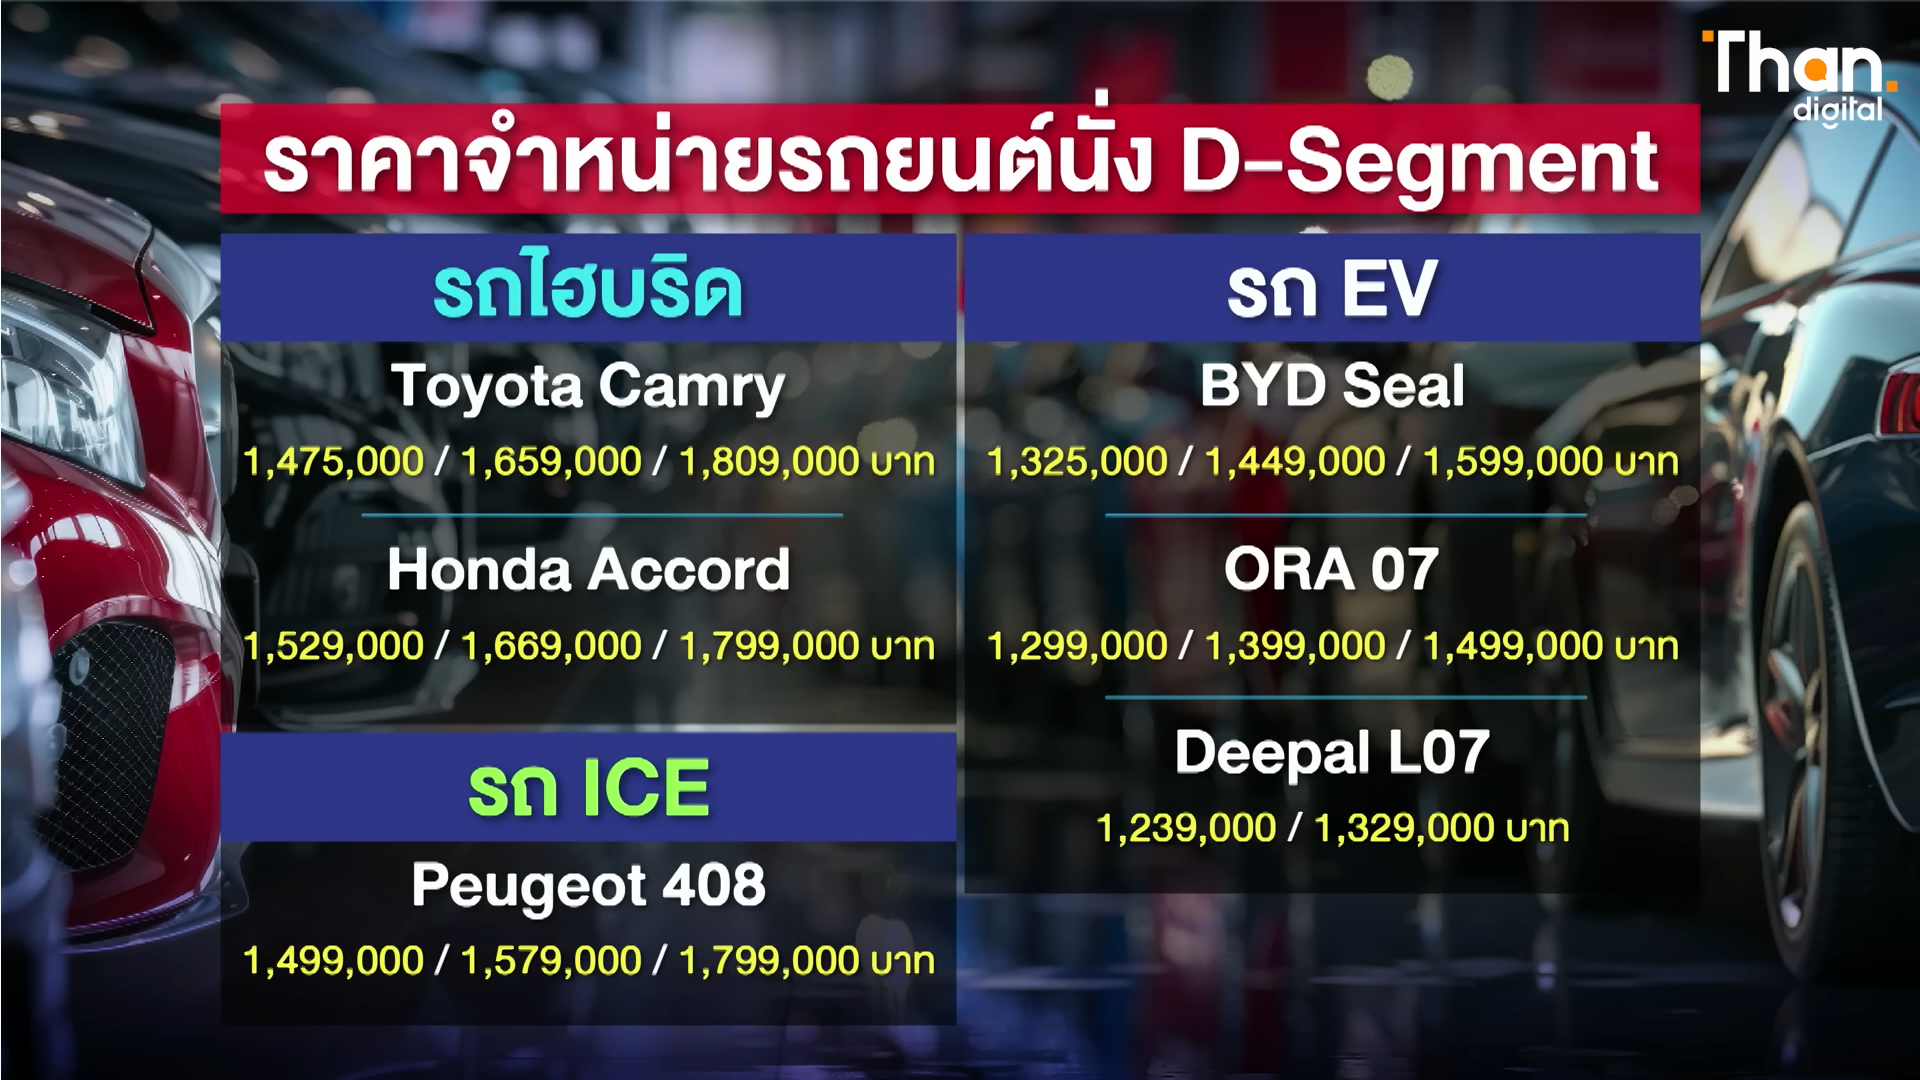 Than.
digital
ราคาจำหน่ายรถยนต์นั่ง D-Segment
รถไฮบริด
Toyota Camry
1,475,000 / 1,659,000 / 1,809,000 บาท
Honda Accord
1,529,000 / 1,669,000 / 1,799,000 บาท
รถ ICE
Peugeot 408
1,499,000 / 1,579,000 / 1,799,000 บาท
รถ EV
BYD Seal
1,325,000 / 1,449,000 / 1,599,000 บาท
ORA 07
1,299,000 / 1,399,000 / 1,499,000 บาท
Deepal L07
1,239,000 / 1,329,000 บาท